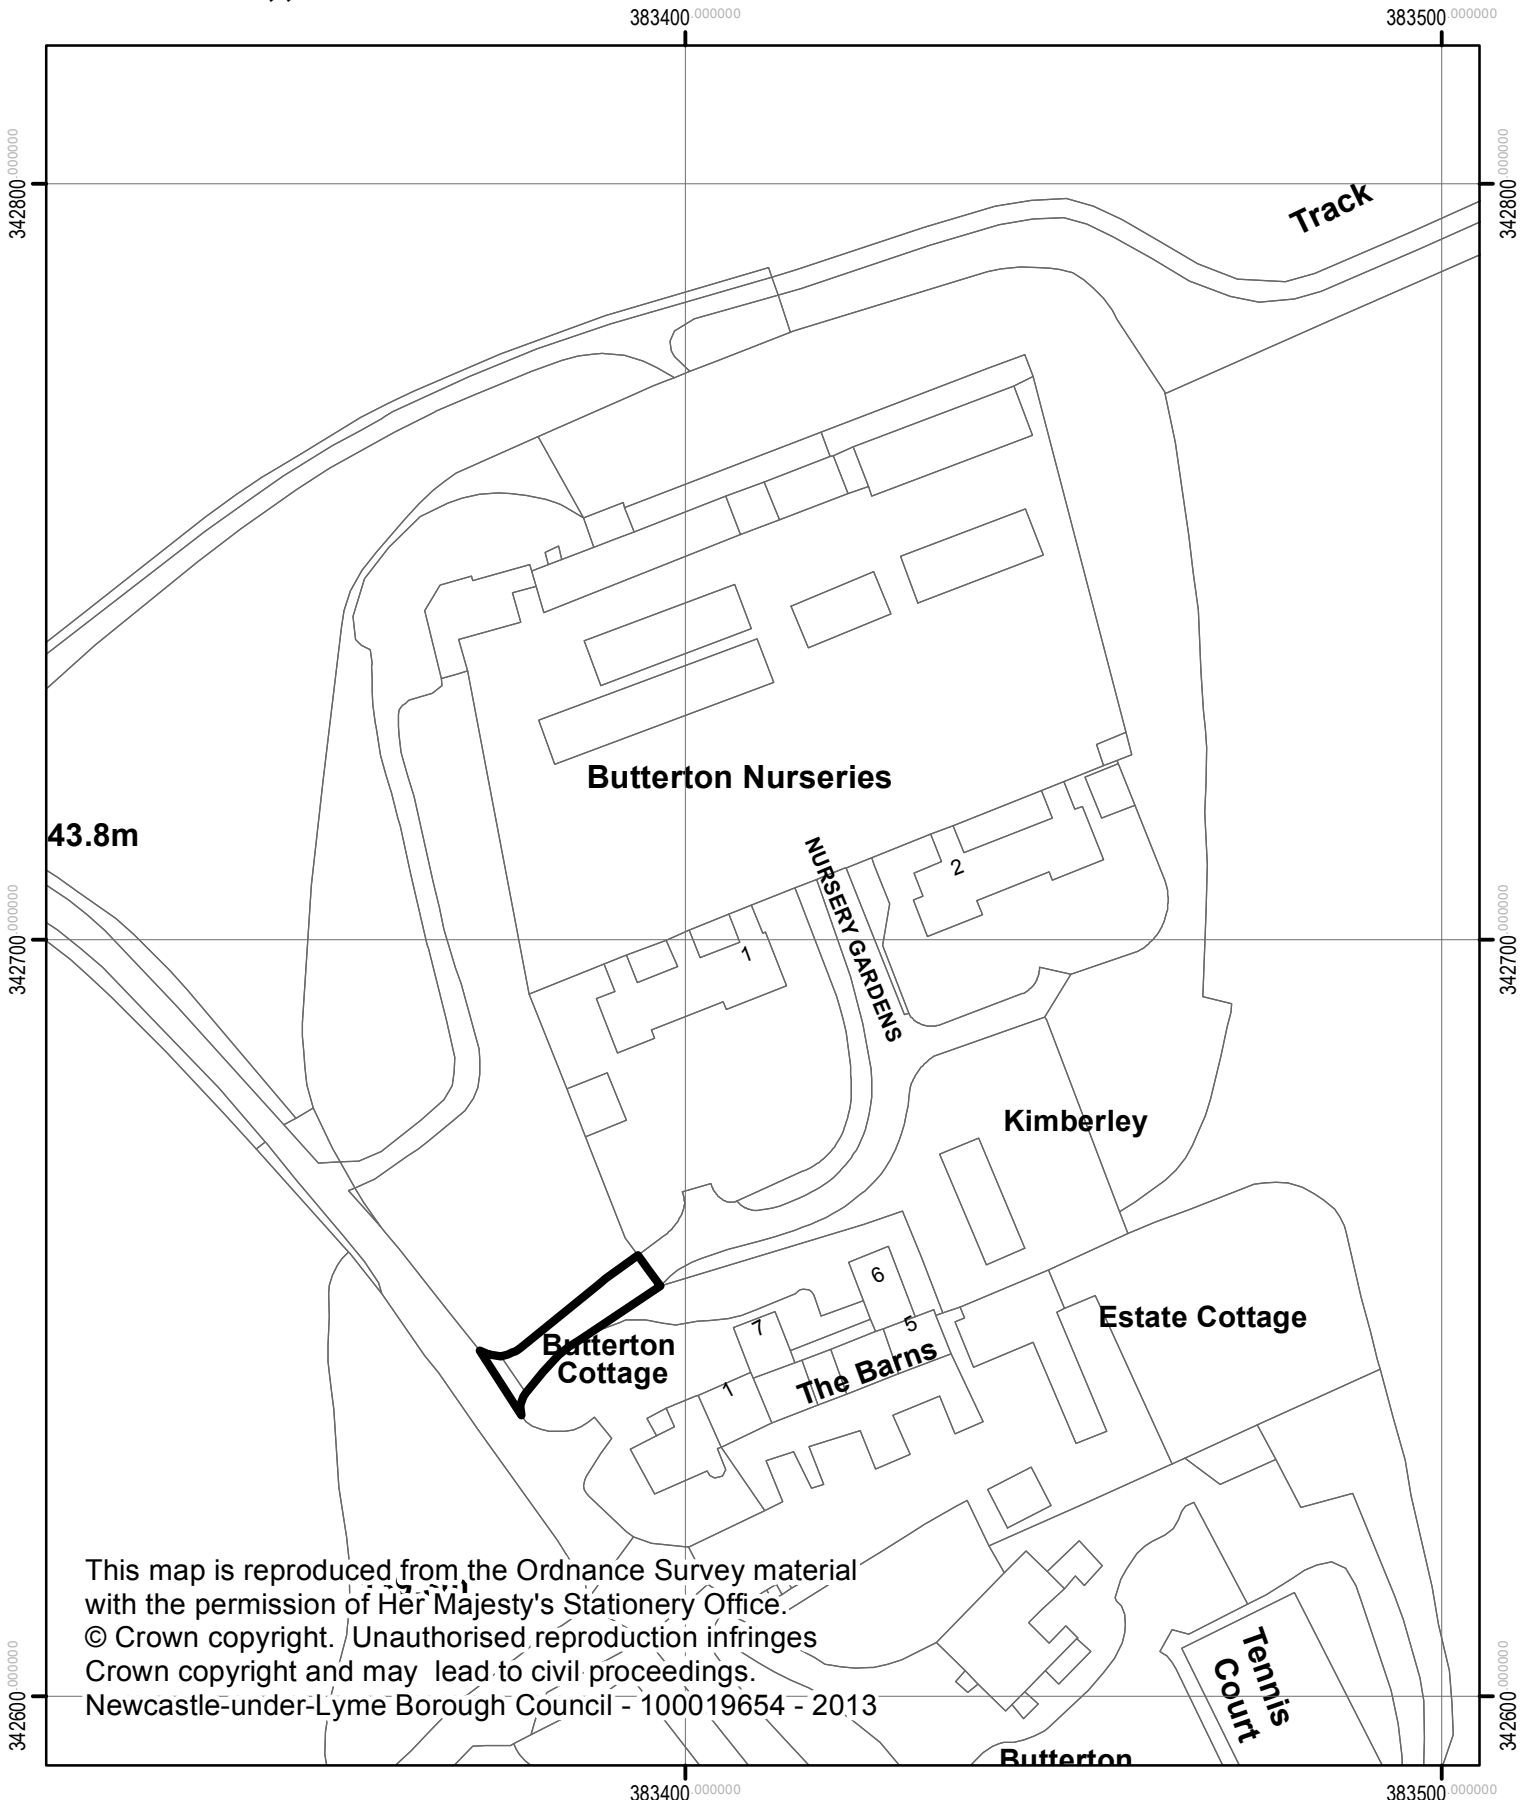 383400.000000
383500.000000
342800.000000
342800.000000
Track
Butterton Nurseries
43.8m
NURSERY GARDENS
2
1
342700.000000
342700.000000
Kimberley
6
5
7
Estate Cottage
Butterton
Cottage
The Barns
1
This map is reproduced from the Ordnance Survey material
with the permission of Her Majesty's Stationery Office.
© Crown copyright. Unauthorised reproduction infringes
Crown copyright and may lead to civil proceedings.
Newcastle-under-Lyme Borough Council - 100019654 - 2013
Tennis
Court
342600.000000
342600.000000
Butterton
383400.000000
383500.000000